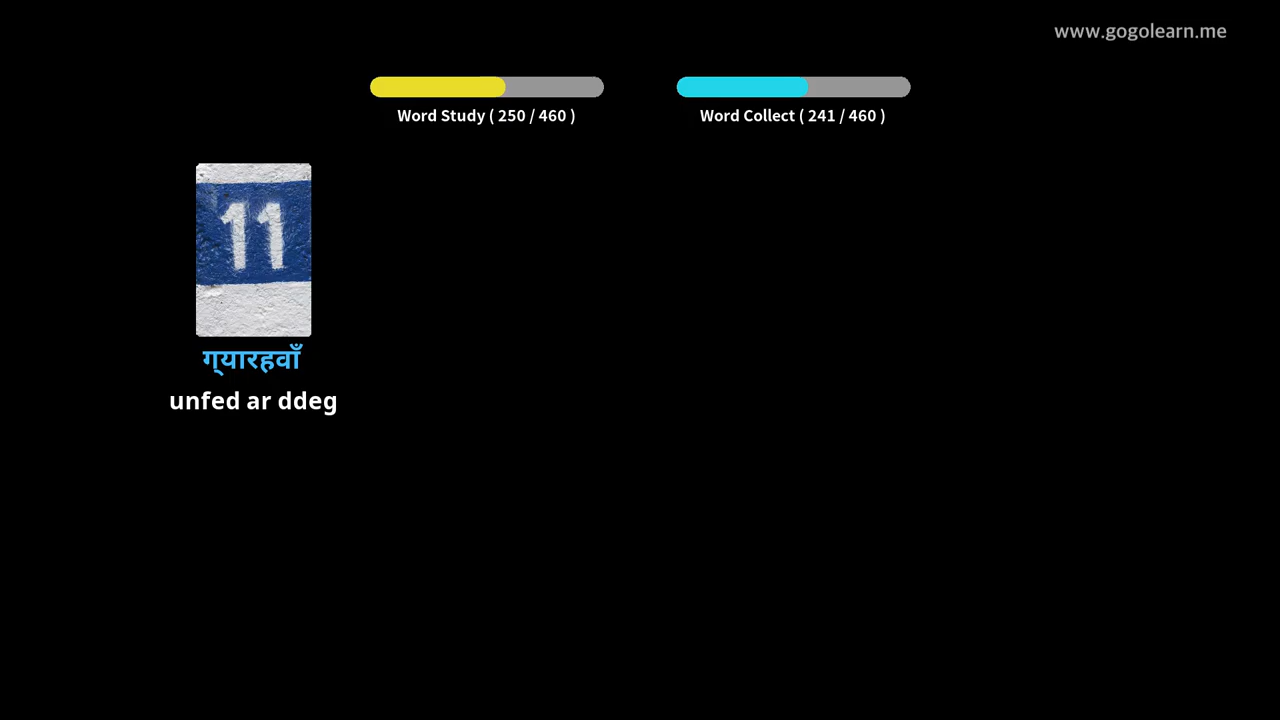 www.gogolearn.me
Word Study ( 250 / 460 )
Word Collect ( 241 / 460 )
11
ग्यारहवाँ
unfed ar ddeg